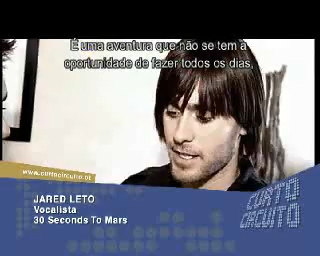 É uma aventura que não se tem a
oportunidade de fazer todos os dias,
www.curtocircuito.pt
JARED LETO
Vocalista
30 Seconds To Mars
CURTO
CIRCUITO